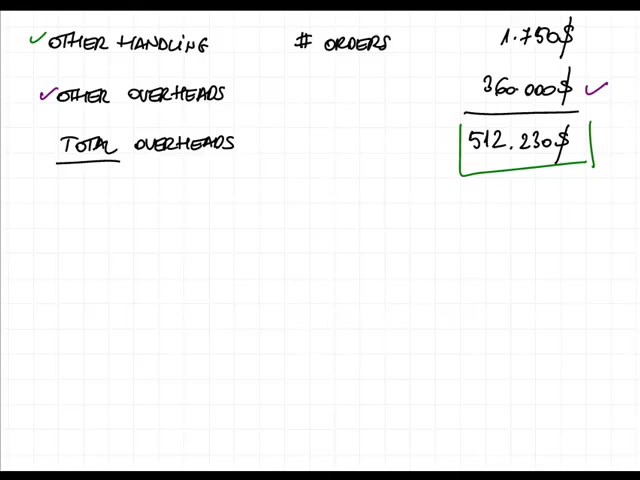 ✓ OTHER HANDLING # ORDERS 1.750$
✓ OTHER OVERHEADS 360.000$ ✓
TOTAL OVERHEADS 512.230$